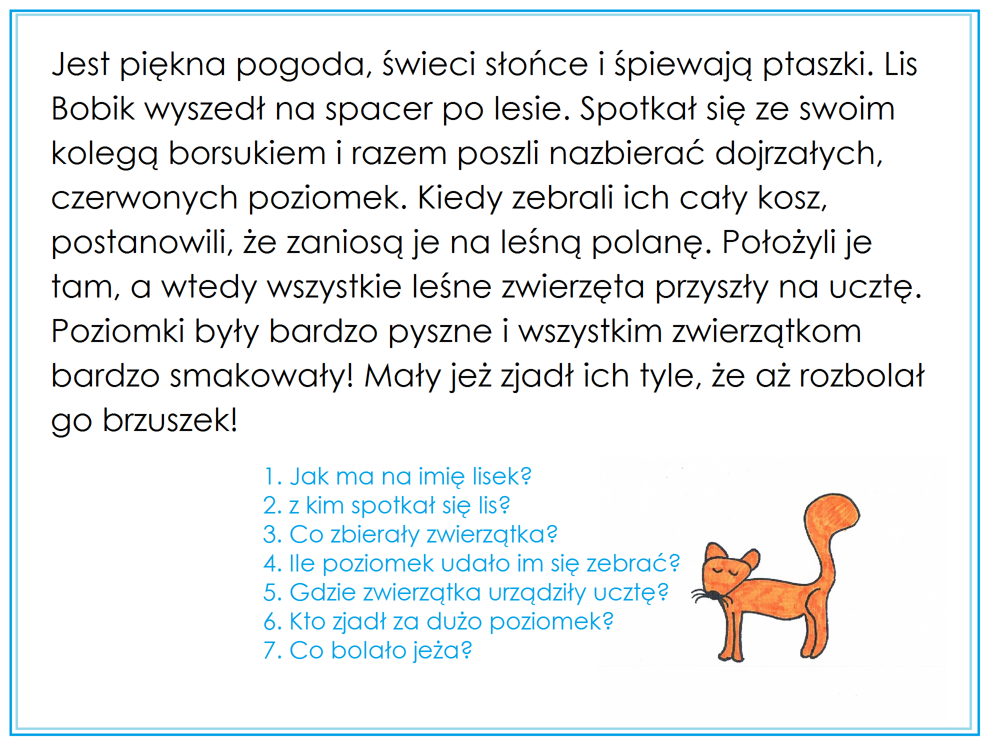 Jest piękna pogoda, świeci słońce i śpiewają ptaszki. Lis
Bobik wyszedł na spacer po lesie. Spotkał się ze swoim
kolegą borsukiem i razem poszli nazbierać dojrzałych,
czerwonych poziomek. Kiedy zebrali ich cały kosz,
postanowili, że zaniosą je na leśną polanę. Położyli je
tam, a wtedy wszystkie leśne zwierzęta przyszły na ucztę.
Poziomki były bardzo pyszne i wszystkim zwierzątkom
bardzo smakowały! Mały jeż zjadł ich tyle, że aż rozbolał
go brzuszek!
1. Jak ma na imię lisek?
2. z kim spotkał się lis?
3. Co zbierały zwierzątka?
4. Ile poziomek udało im się zebrać?
5. Gdzie zwierzątka urządziły ucztę?
6. Kto zjadł za dużo poziomek?
7. Co bolało jeża?